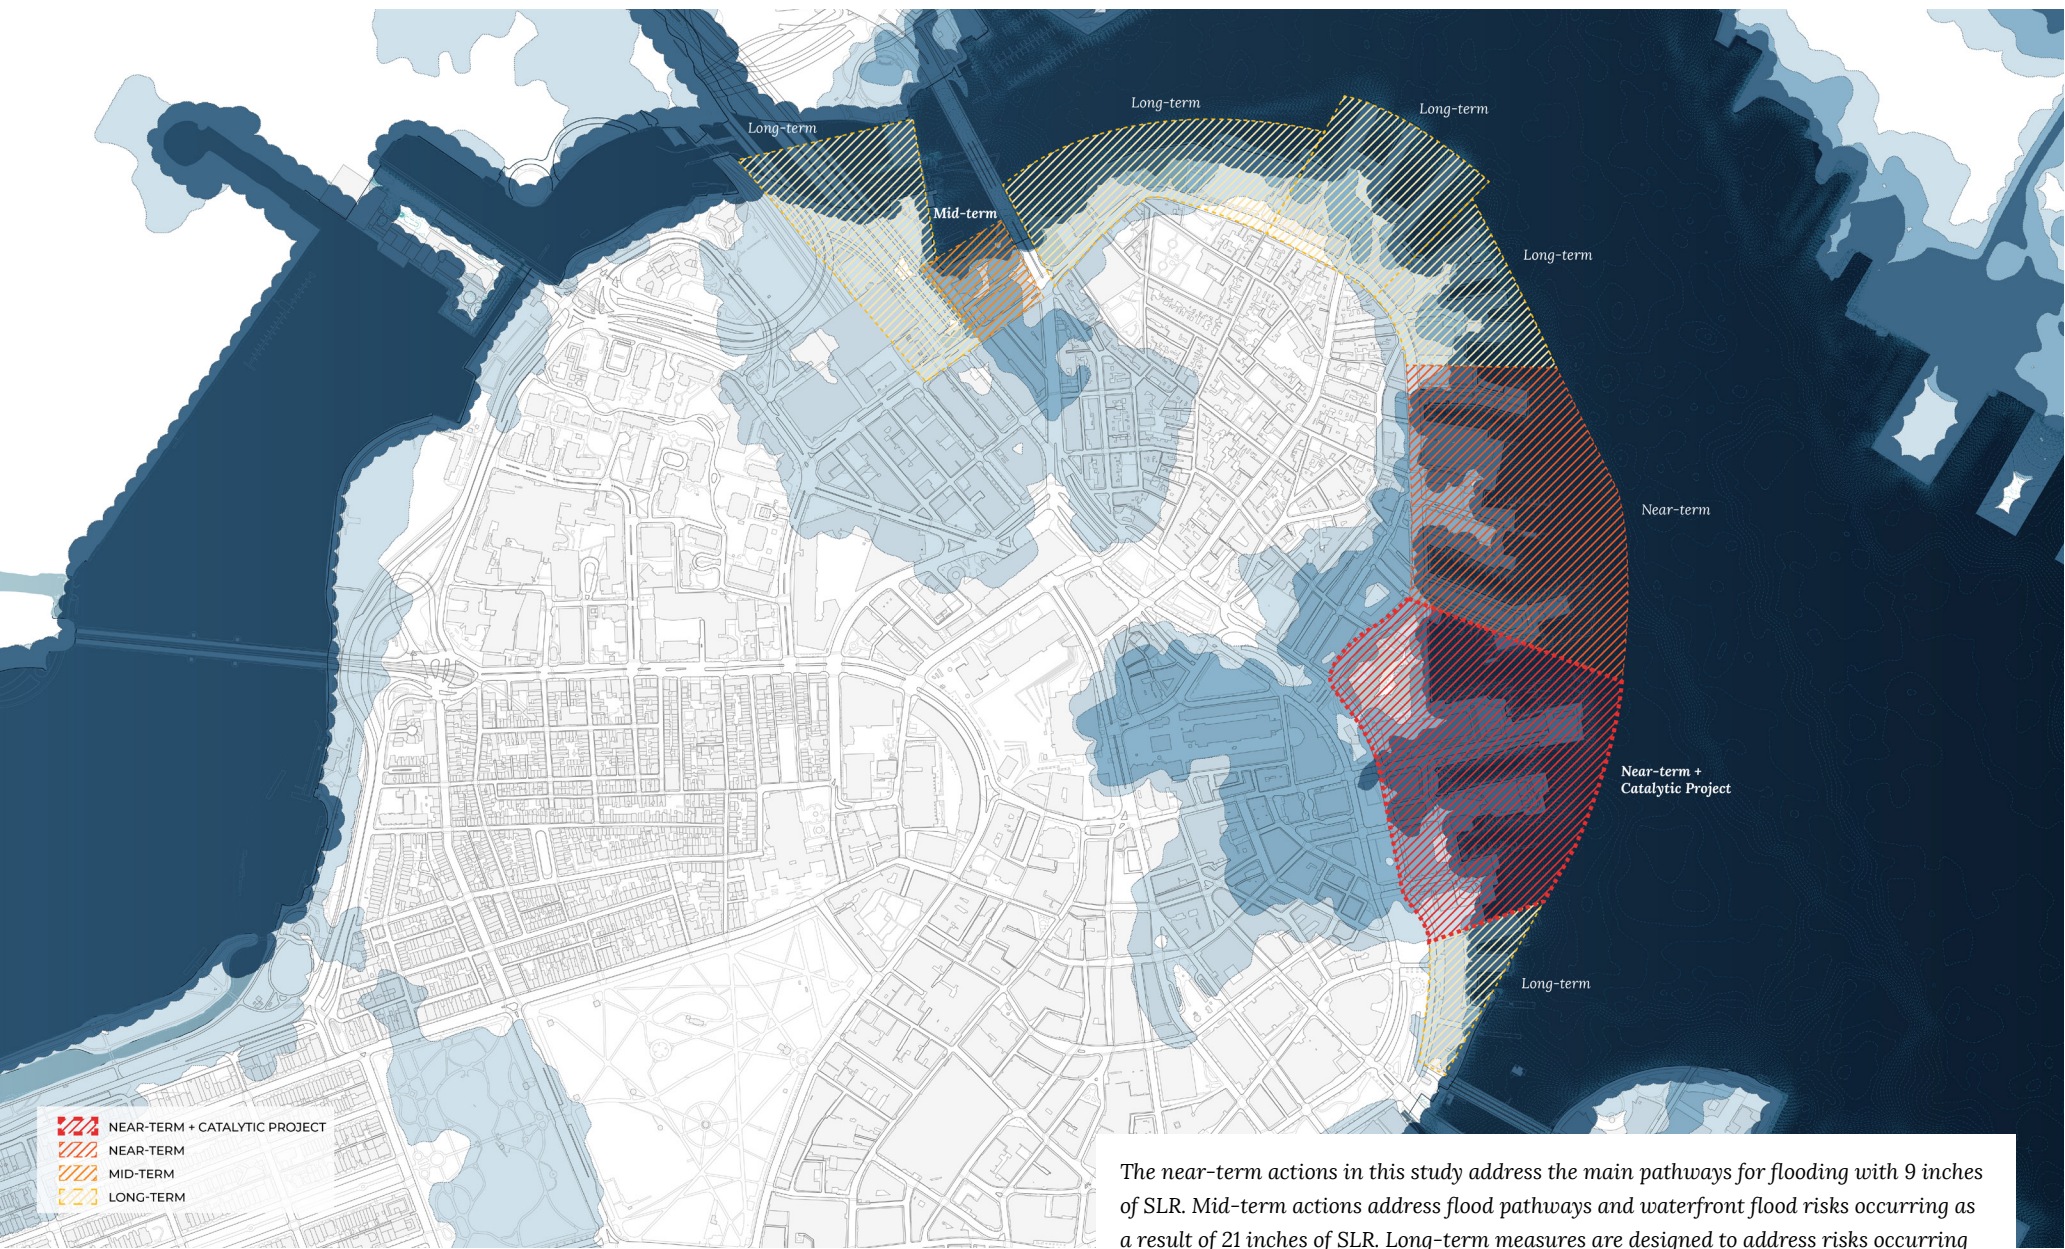 Long-term
Long-term
Long-term
Mid-term
Long-term
Near-term
Near-term +
Catalytic Project
Long-term
NEAR-TERM + CATALYTIC PROJECT
NEAR-TERM
MID-TERM
LONG-TERM
The near-term actions in this study address the main pathways for flooding with 9 inches
of SLR. Mid-term actions address flood pathways and waterfront flood risks occurring as
a result of 21 inches of SLR. Long-term measures are designed to address risks occurring